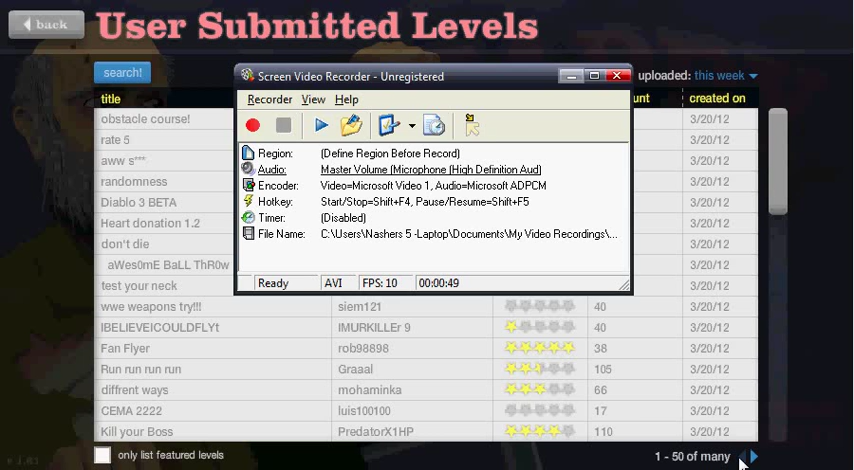 back
User Submitted Levels
search!
uploaded: this week
Screen Video Recorder - Unregistered
Recorder View Help
Region: (Define Region Before Record)
Audio: Master Volume (Microphone (High Definition Aud)
Encoder: Video=Microsoft Video 1, Audio=Microsoft ADPCM
Hotkey: Start/Stop=Shift+F4, Pause/Resume=Shift+F5
Timer: (Disabled)
File Name: C:\Users\Nashers 5 -Laptop\Documents\My Video Recordings\...
Ready AVI FPS: 10 00:00:49
title unt created on
obstacle course! 3/20/12
rate 5 3/20/12
aww s*** 3/20/12
randomness 3/20/12
Diablo 3 BETA 3/20/12
Heart donation 1.2 3/20/12
don't die 3/20/12
aWes0mE BaLL ThR0w 3/20/12
test your neck 3/20/12
wwe weapons try!!! siem121 40 3/20/12
IBELIEVEICOULDFLYt IMURKILLEr 9 40 3/20/12
Fan Flyer rob98898 38 3/20/12
Run run run run Graaal 105 3/20/12
diffrent ways mohaminka 66 3/20/12
CEMA 2222 luis100100 17 3/20/12
Kill your Boss PredatorX1HP 110 3/20/12
only list featured levels 1 - 50 of many